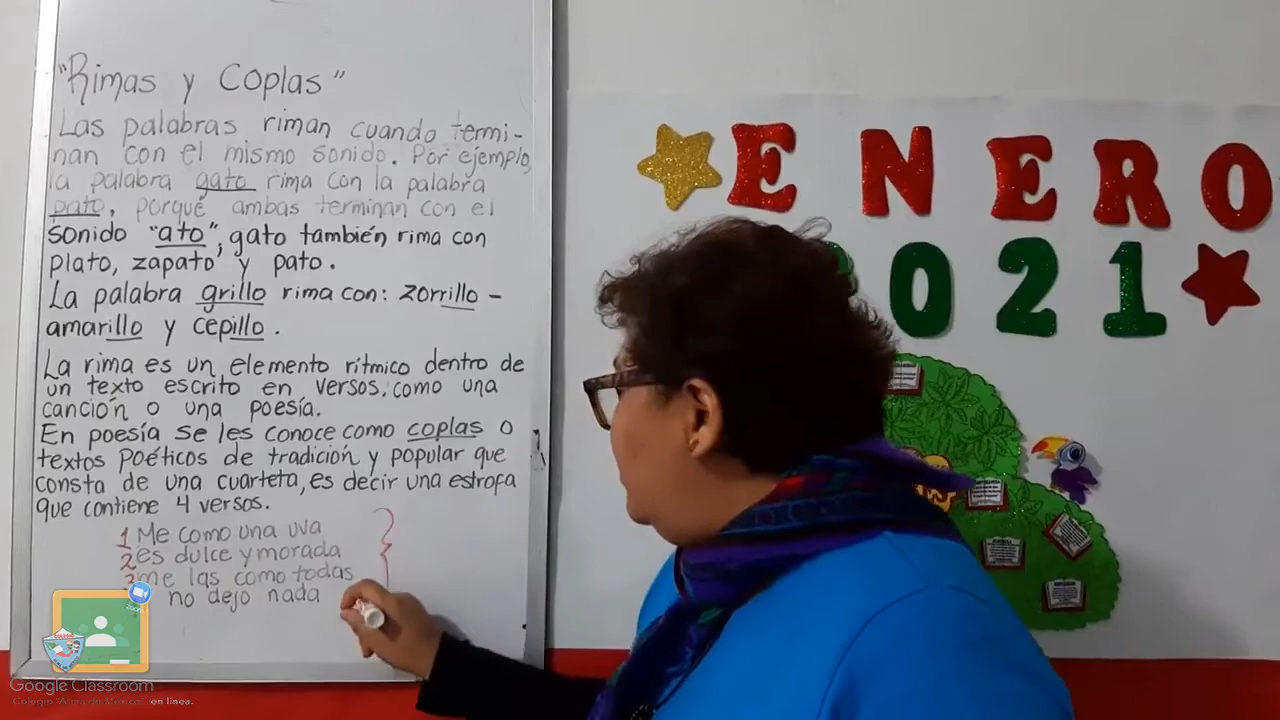 "Rimas y Coplas"
Las palabras riman cuando termi-
nan con el mismo sonido. Por ejemplo,
la palabra gato rima con la palabra
pato, porqué ambas terminan con el
sonido "ato", gato también rima con
plato, zapato y pato.
La palabra grillo rima con: zorrillo -
amarillo y cepillo.
La rima es un elemento rítmico dentro de
un texto escrito en versos, como una
canción o una poesía.
En poesía se les conoce como coplas o
textos poéticos de tradición y popular que
consta de una cuarteta, es decir una estrofa
que contiene 4 versos.
1 Me como una uva
2 es dulce y morada
3 me las como todas
no dejo nada
ENERO
2021
zoom
Google Classroom
Colegio "Alma de México" en línea.